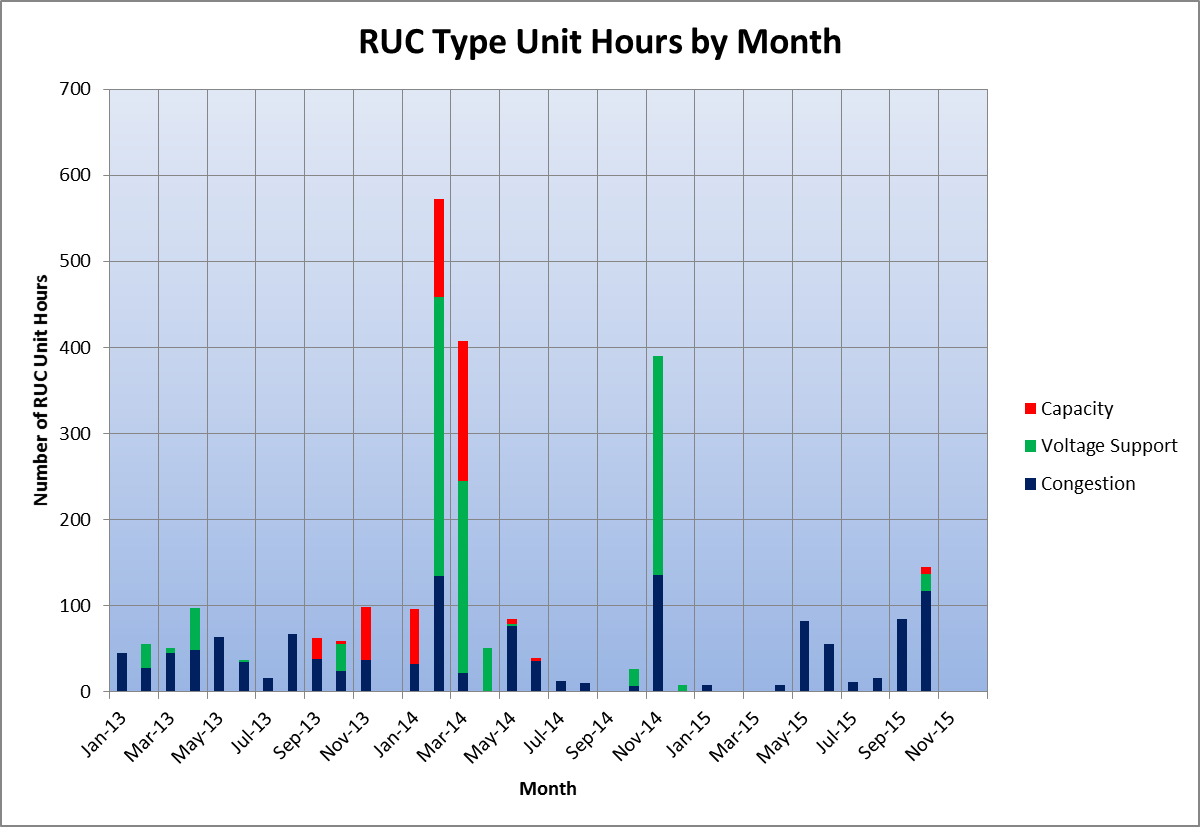 RUC Type Unit Hours by Month
700
600
500
400
300
200
100
0
Number of RUC Unit Hours
Jan-13
Mar-13
May-13
Jul-13
Sep-13
Nov-13
Jan-14
Mar-14
May-14
Jul-14
Sep-14
Nov-14
Jan-15
Mar-15
May-15
Jul-15
Sep-15
Nov-15
Month
Capacity
Voltage Support
Congestion